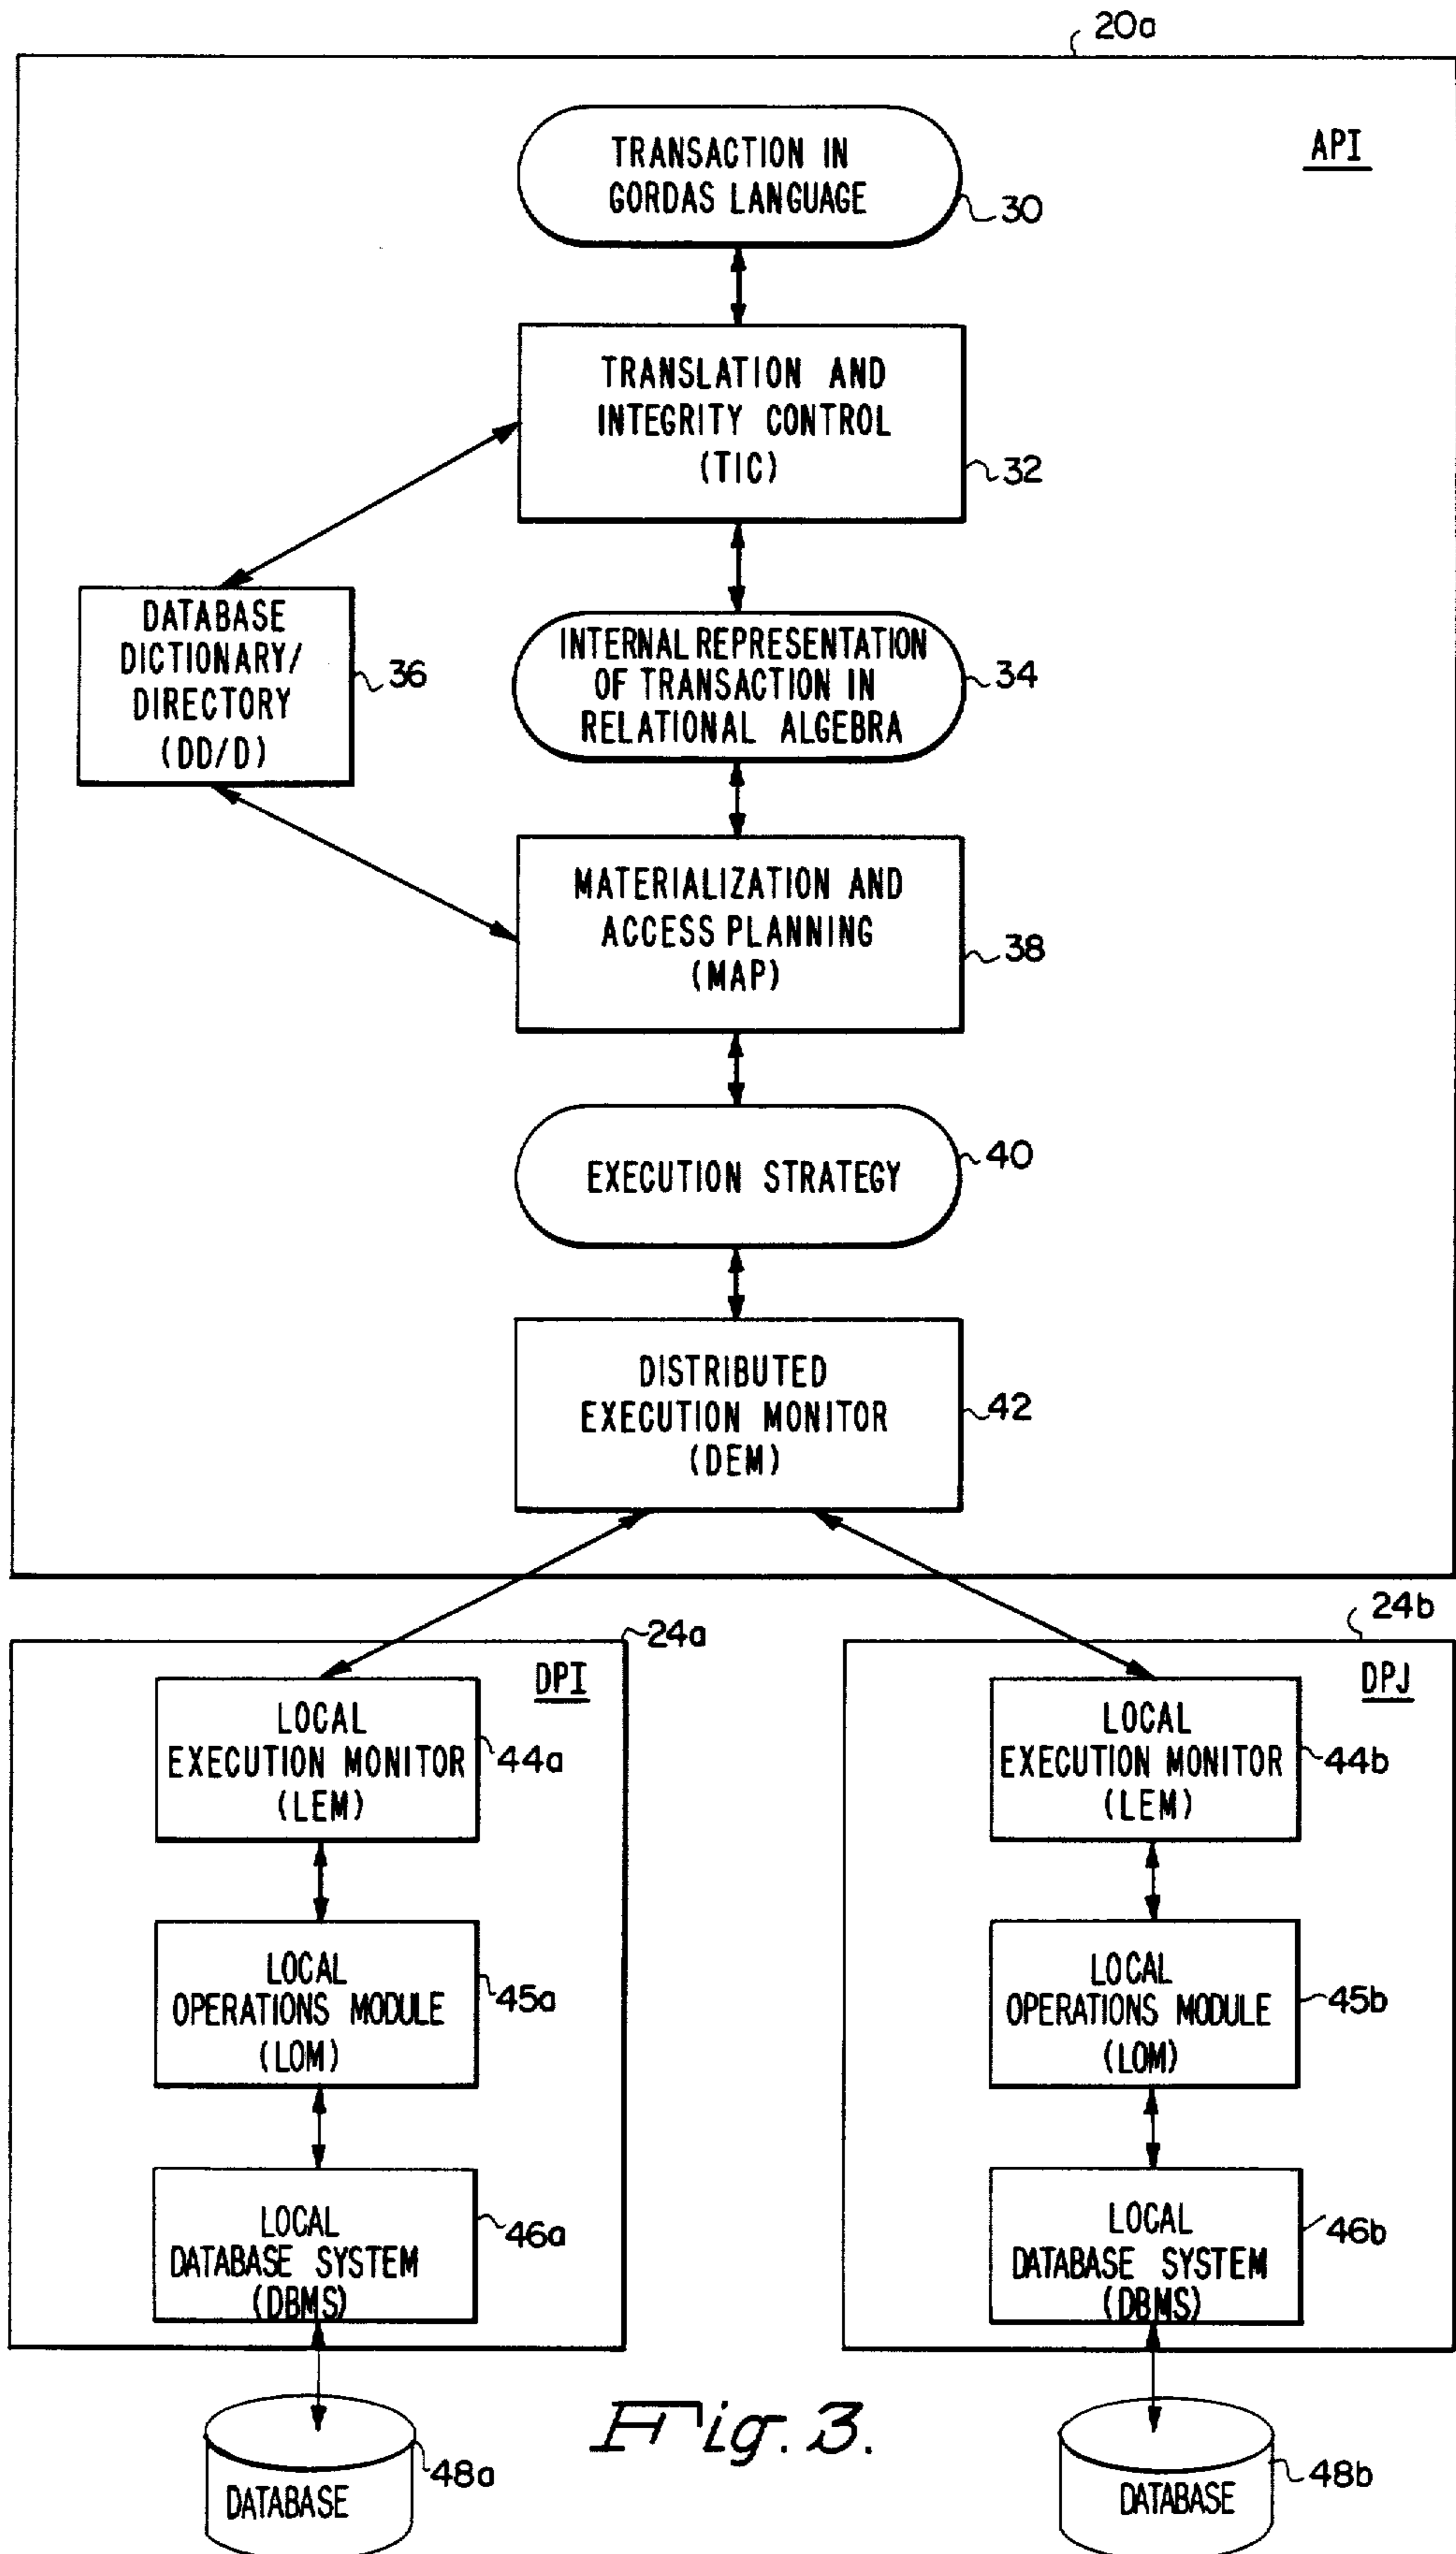 20a
API
TRANSACTION IN
GORDAS LANGUAGE
30
TRANSLATION AND
INTEGRITY CONTROL
(TIC)
32
DATABASE
DICTIONARY/
DIRECTORY
(DD/D)
36
INTERNAL REPRESENTATION
OF TRANSACTION IN
RELATIONAL ALGEBRA
34
MATERIALIZATION AND
ACCESS PLANNING
(MAP)
38
EXECUTION STRATEGY
40
DISTRIBUTED
EXECUTION MONITOR
(DEM)
42
24a
DPI
LOCAL
EXECUTION MONITOR
(LEM)
44a
LOCAL
OPERATIONS MODULE
(LOM)
45a
LOCAL
DATABASE SYSTEM
(DBMS)
46a
DATABASE
48a
24b
DPJ
LOCAL
EXECUTION MONITOR
(LEM)
44b
LOCAL
OPERATIONS MODULE
(LOM)
45b
LOCAL
DATABASE SYSTEM
(DBMS)
46b
DATABASE
48b
Fig. 3.